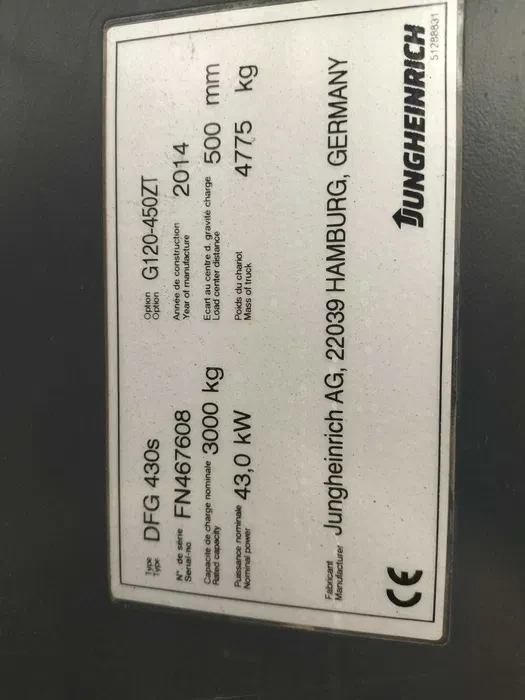 Type
Type DFG 430s
Option
Option G120-450ZT
N° de série
Serial-no FN467608
Année de construction
Year of manufacture 2014
Capacite de charge nominale
Rated capacity 3000 kg
Ecart au centre d. gravité charge
Load center distance 500 mm
Puissance nominale
Nominal power 43,0 kW
Poids du chariot
Mass of truck 4775 kg
Fabricant
Manufacturer Jungheinrich AG, 22039 HAMBURG, GERMANY
CE
JUNGHEINRICH
51288831